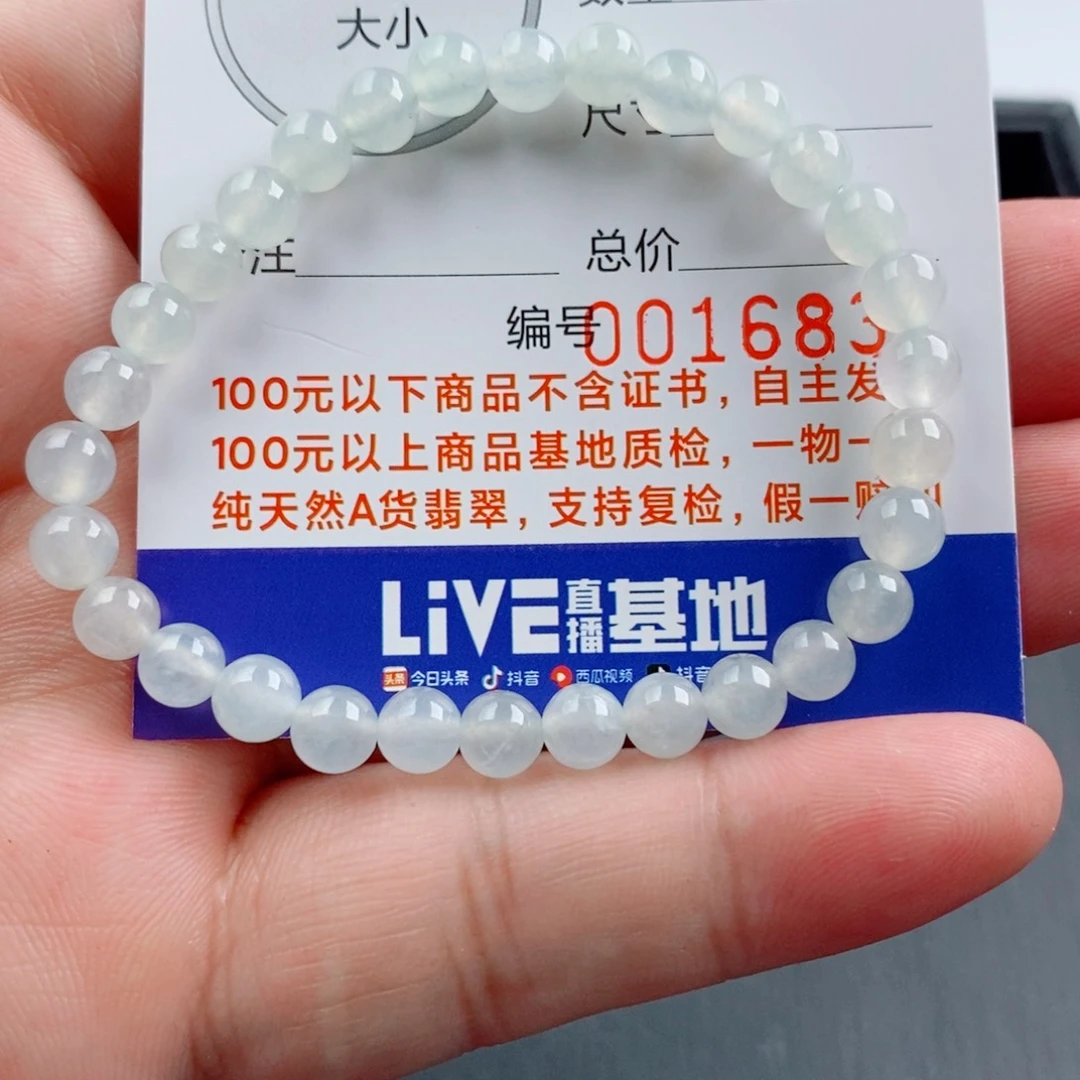 大小
总价
编号001683
100元以下商品不含证书，自主发
100元以上商品基地质检，一物一
纯天然A货翡翠，支持复检，假一
LiVE直播基地
头条 今日头条 抖音 西瓜视频 抖音